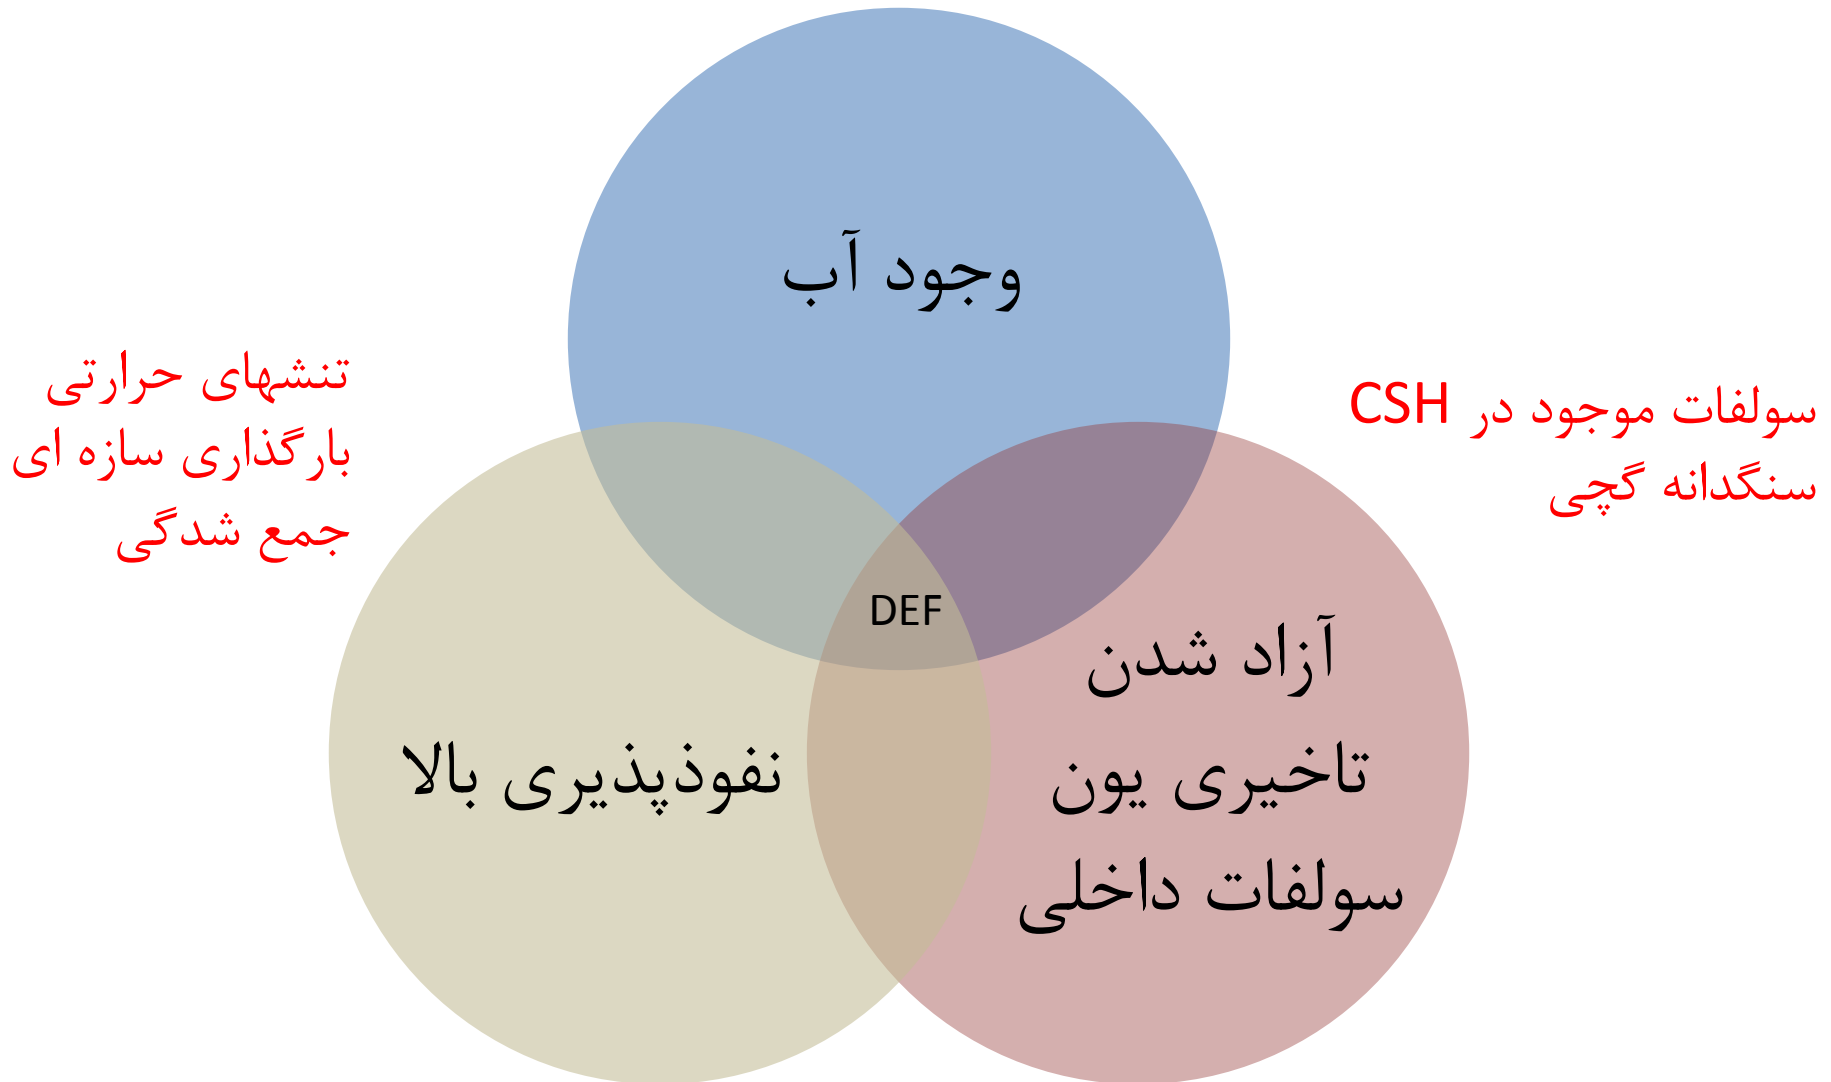 وجود آب
سولفات موجود در CSH
سنگدانه گچی
تنشهای حرارتی
بارگذاری سازه ای
جمع شدگی
DEF
آزاد شدن
تاخیری یون
سولفات داخلی
نفوذپذیری بالا